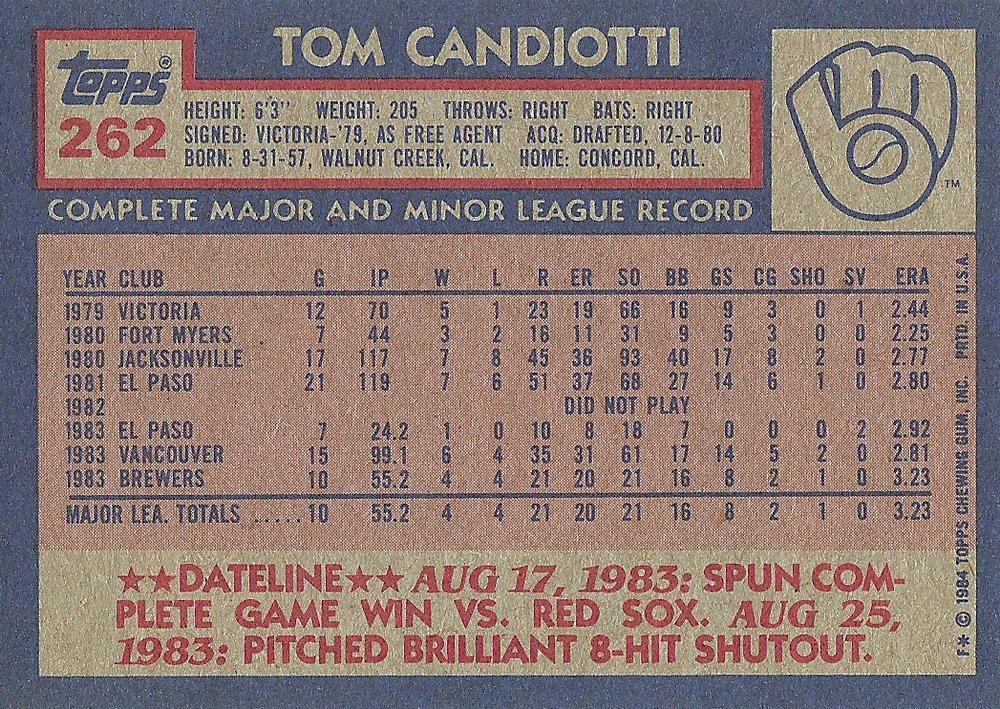 TOM CANDIOTTI
Topps®
262
HEIGHT: 6'3" WEIGHT: 205 THROWS: RIGHT BATS: RIGHT
SIGNED: VICTORIA-'79, AS FREE AGENT ACQ: DRAFTED, 12-8-80
BORN: 8-31-57, WALNUT CREEK, CAL. HOME: CONCORD, CAL.
TM
COMPLETE MAJOR AND MINOR LEAGUE RECORD
YEAR CLUB G IP W L R ER SO BB GS CG SHO SV ERA
1979 VICTORIA 12 70 5 1 23 19 66 16 9 3 0 1 2.44
1980 FORT MYERS 7 44 3 2 16 11 31 9 5 3 0 0 2.25
1980 JACKSONVILLE 17 117 7 8 45 36 93 40 17 8 2 0 2.77
1981 EL PASO 21 119 7 6 51 37 68 27 14 6 1 0 2.80
1982 DID NOT PLAY
1983 EL PASO 7 24.2 1 0 10 8 18 7 0 0 0 2 2.92
1983 VANCOUVER 15 99.1 6 4 35 31 61 17 14 5 2 0 2.81
1983 BREWERS 10 55.2 4 4 21 20 21 16 8 2 1 0 3.23
MAJOR LEA. TOTALS ..... 10 55.2 4 4 21 20 21 16 8 2 1 0 3.23
★★DATELINE★★ AUG 17, 1983: SPUN COM-
PLETE GAME WIN VS. RED SOX. AUG 25,
1983: PITCHED BRILLIANT 8-HIT SHUTOUT.
F* © 1984 TOPPS CHEWING GUM, INC. PRTD. IN U.S.A.